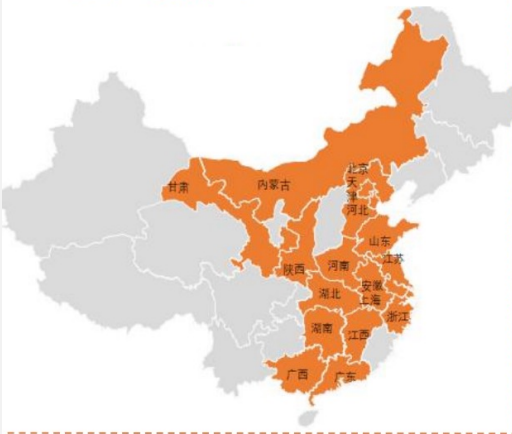 北京
天
津
河北
内蒙古
甘肃
山东
江苏
河南
陕西
安徽
上海
湖北
浙江
湖南
江西
广西
广东